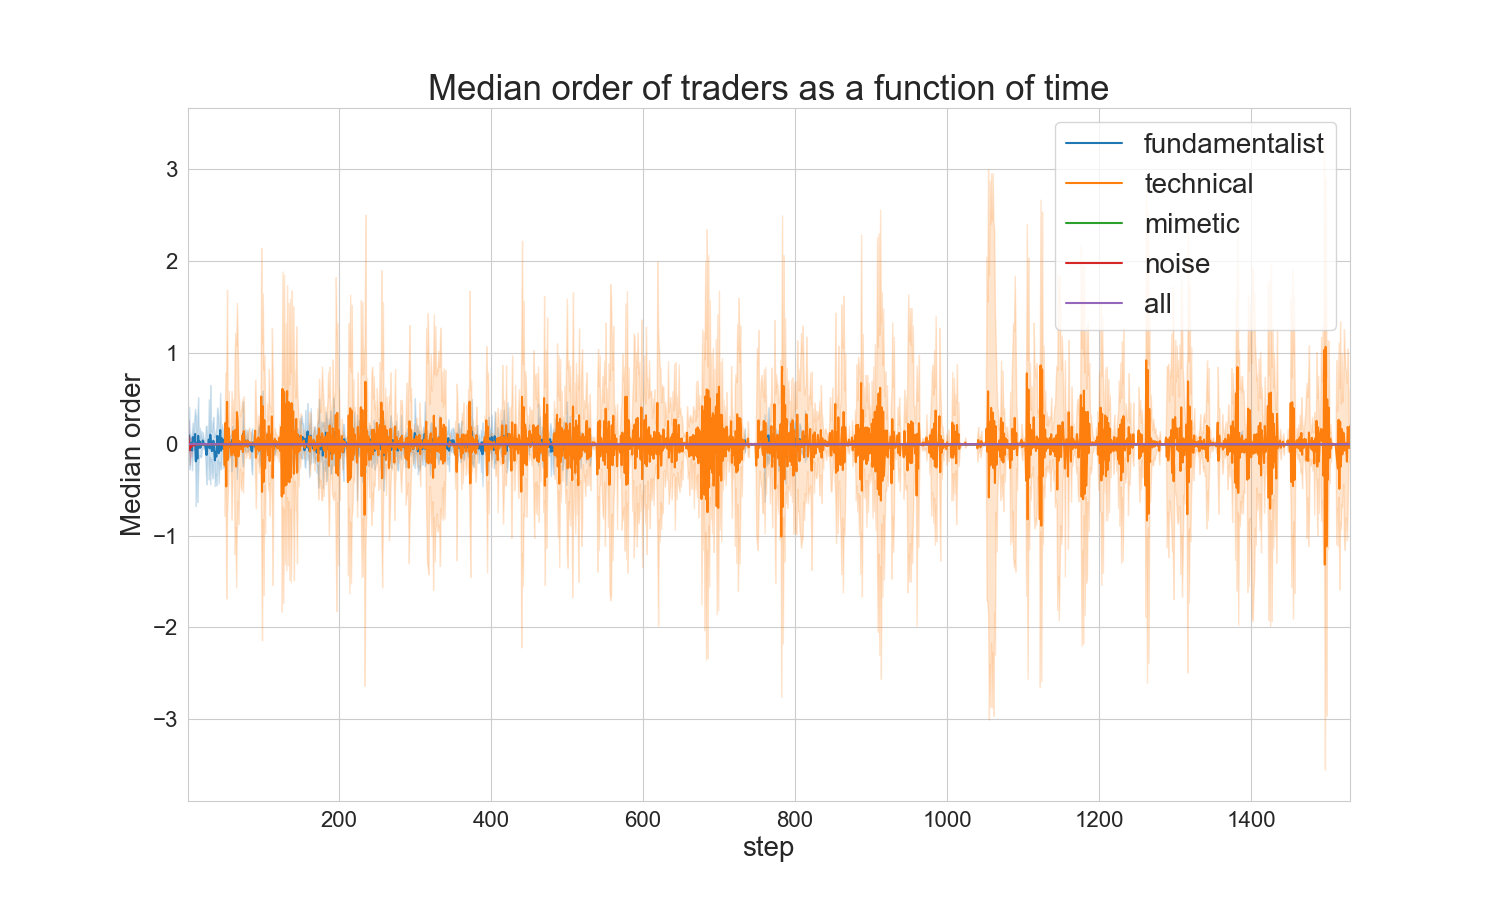 Median order of traders as a function of time
fundamentalist
technical
mimetic
noise
all
3
2
1
0
−1
−2
−3
Median order
200 400 600 800 1000 1200 1400
step